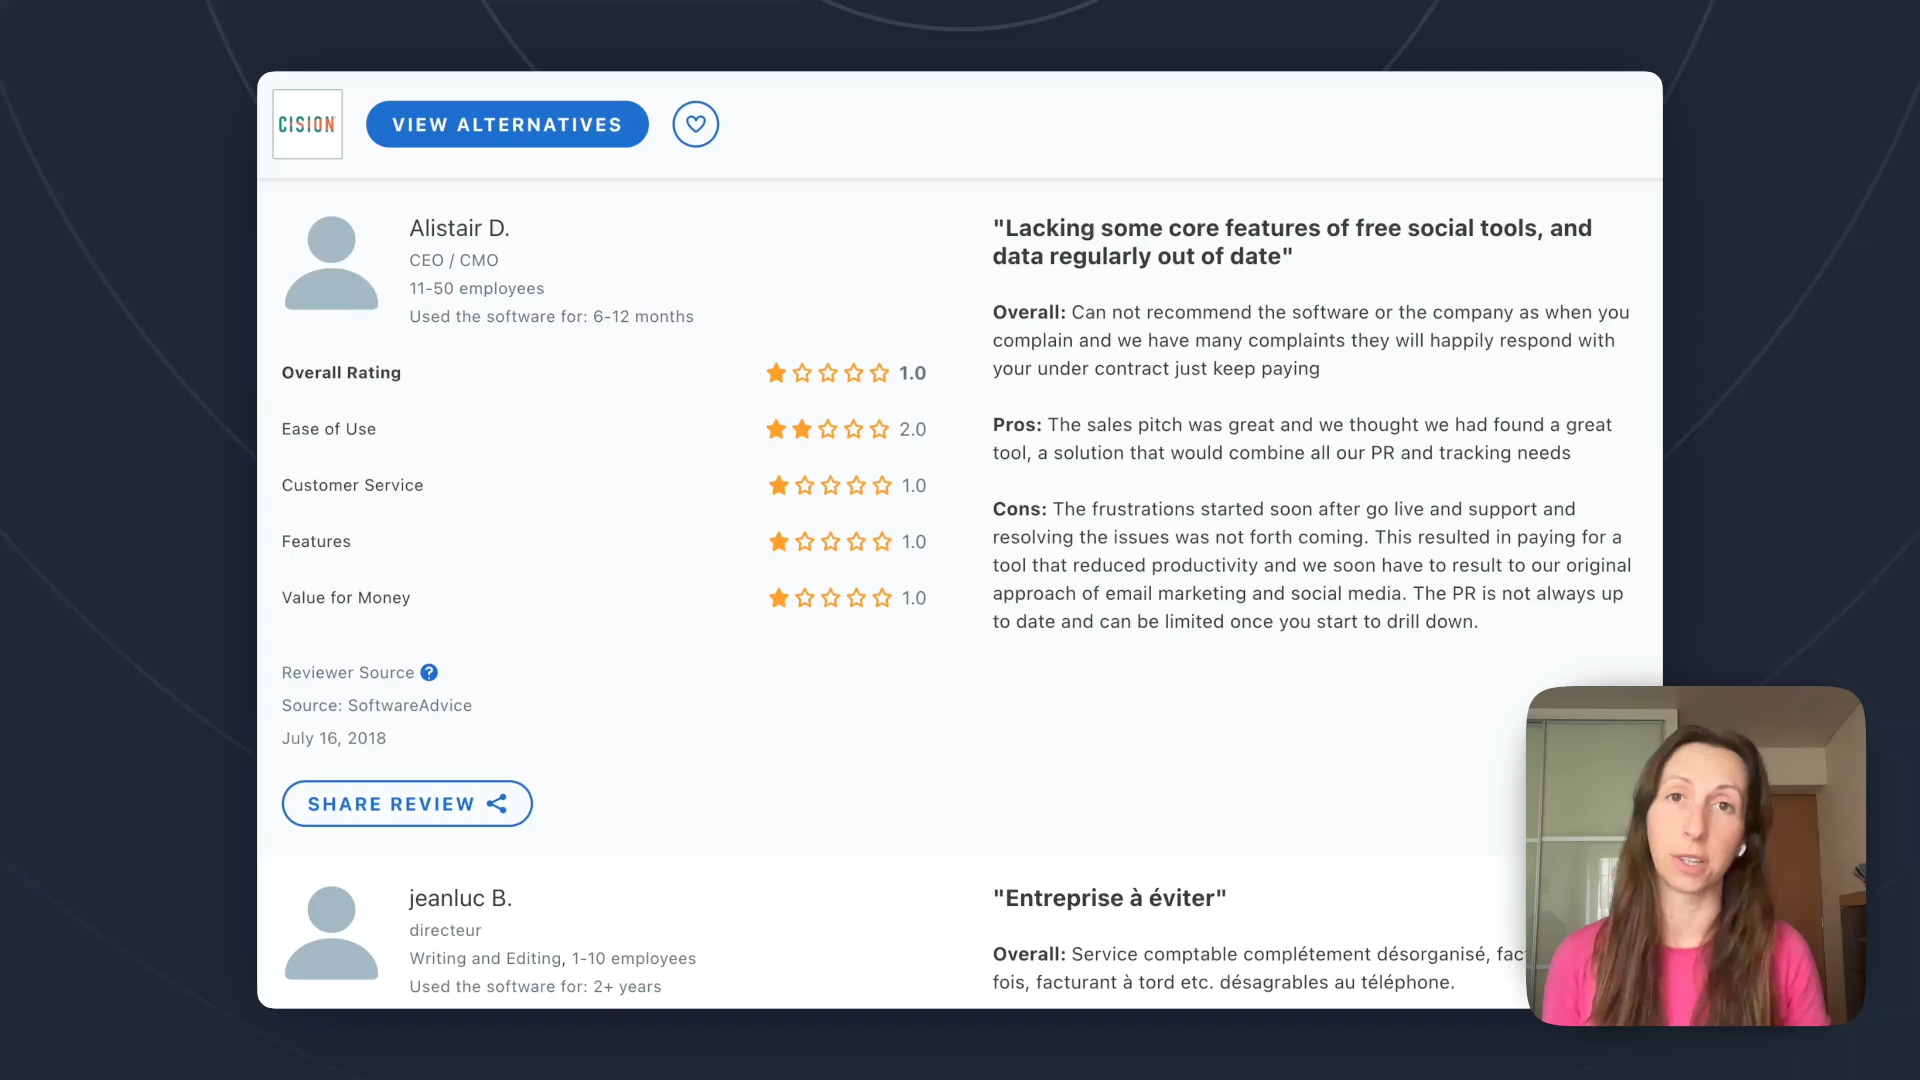 CISION
VIEW ALTERNATIVES
Alistair D.
CEO / CMO
11-50 employees
Used the software for: 6-12 months
Overall Rating
1.0
Ease of Use
2.0
Customer Service
1.0
Features
1.0
Value for Money
1.0
Reviewer Source ?
Source: SoftwareAdvice
July 16, 2018
SHARE REVIEW
"Lacking some core features of free social tools, and
data regularly out of date"
Overall: Can not recommend the software or the company as when you
complain and we have many complaints they will happily respond with
your under contract just keep paying
Pros: The sales pitch was great and we thought we had found a great
tool, a solution that would combine all our PR and tracking needs
Cons: The frustrations started soon after go live and support and
resolving the issues was not forth coming. This resulted in paying for a
tool that reduced productivity and we soon have to result to our original
approach of email marketing and social media. The PR is not always up
to date and can be limited once you start to drill down.
jeanluc B.
directeur
Writing and Editing, 1-10 employees
Used the software for: 2+ years
"Entreprise à éviter"
Overall: Service comptable complétement désorganisé,
fois, facturant à tord etc. désagrables au téléphone.